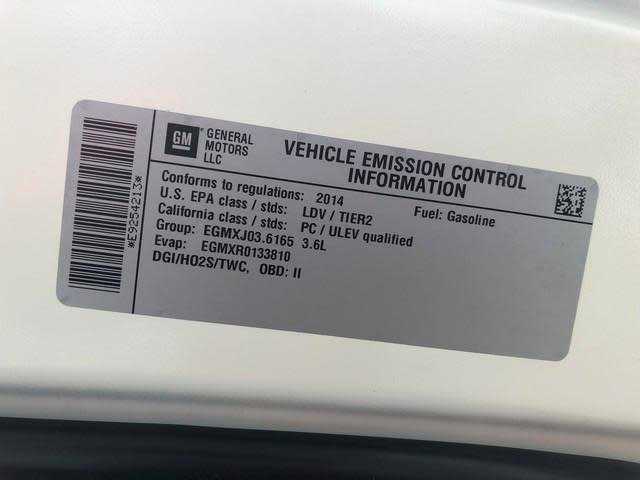 GM GENERAL MOTORS LLC
VEHICLE EMISSION CONTROL
INFORMATION
Conforms to regulations: 2014
U.S. EPA class / stds: LDV / TIER2 Fuel: Gasoline
California class / stds: PC / ULEV qualified
Group: EGMXJ03.6165 3.6L
Evap: EGMXR0133810
DGI/HO2S/TWC, OBD: II
*E9254213*